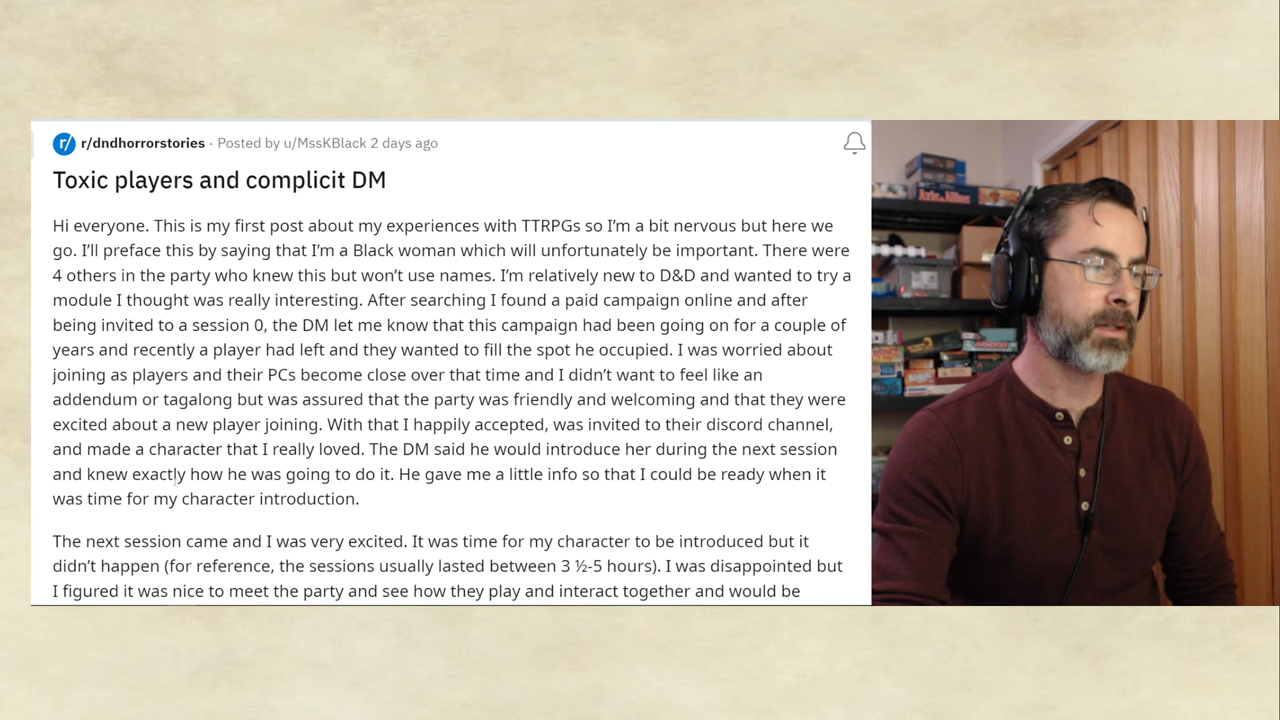 r/dndhorrorstories · Posted by u/MssKBlack 2 days ago
Toxic players and complicit DM
Hi everyone. This is my first post about my experiences with TTRPGs so I’m a bit nervous but here we
go. I’ll preface this by saying that I’m a Black woman which will unfortunately be important. There were
4 others in the party who knew this but won’t use names. I’m relatively new to D&D and wanted to try a
module I thought was really interesting. After searching I found a paid campaign online and after
being invited to a session 0, the DM let me know that this campaign had been going on for a couple of
years and recently a player had left and they wanted to fill the spot he occupied. I was worried about
joining as players and their PCs become close over that time and I didn’t want to feel like an
addendum or tagalong but was assured that the party was friendly and welcoming and that they were
excited about a new player joining. With that I happily accepted, was invited to their discord channel,
and made a character that I really loved. The DM said he would introduce her during the next session
and knew exactly how he was going to do it. He gave me a little info so that I could be ready when it
was time for my character introduction.
The next session came and I was very excited. It was time for my character to be introduced but it
didn’t happen (for reference, the sessions usually lasted between 3 ½-5 hours). I was disappointed but
I figured it was nice to meet the party and see how they play and interact together and would be
Axis & Allies
MONOPOLY